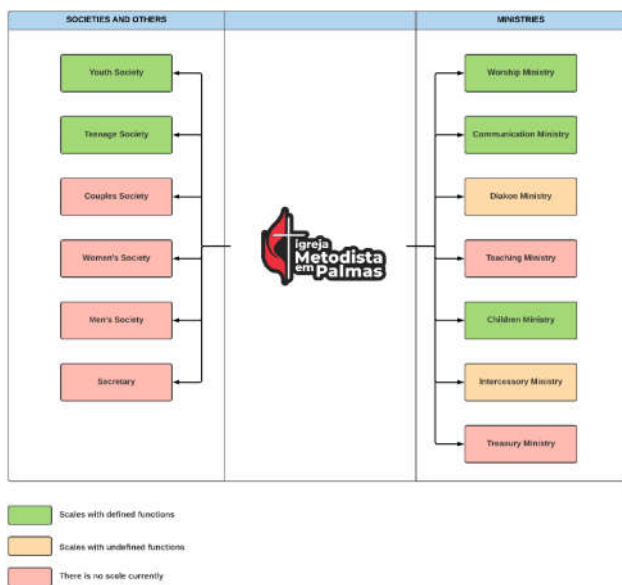 SOCIETIES AND OTHERS
MINISTRIES
Youth Society
Teenage Society
Couples Society
Women's Society
Men's Society
Secretary
igreja
Metodista
em Palmas
Worship Ministry
Communication Ministry
Diakon Ministry
Teaching Ministry
Children Ministry
Intercessory Ministry
Treasury Ministry
Scales with defined functions
Scales with undefined functions
There is no scale currently